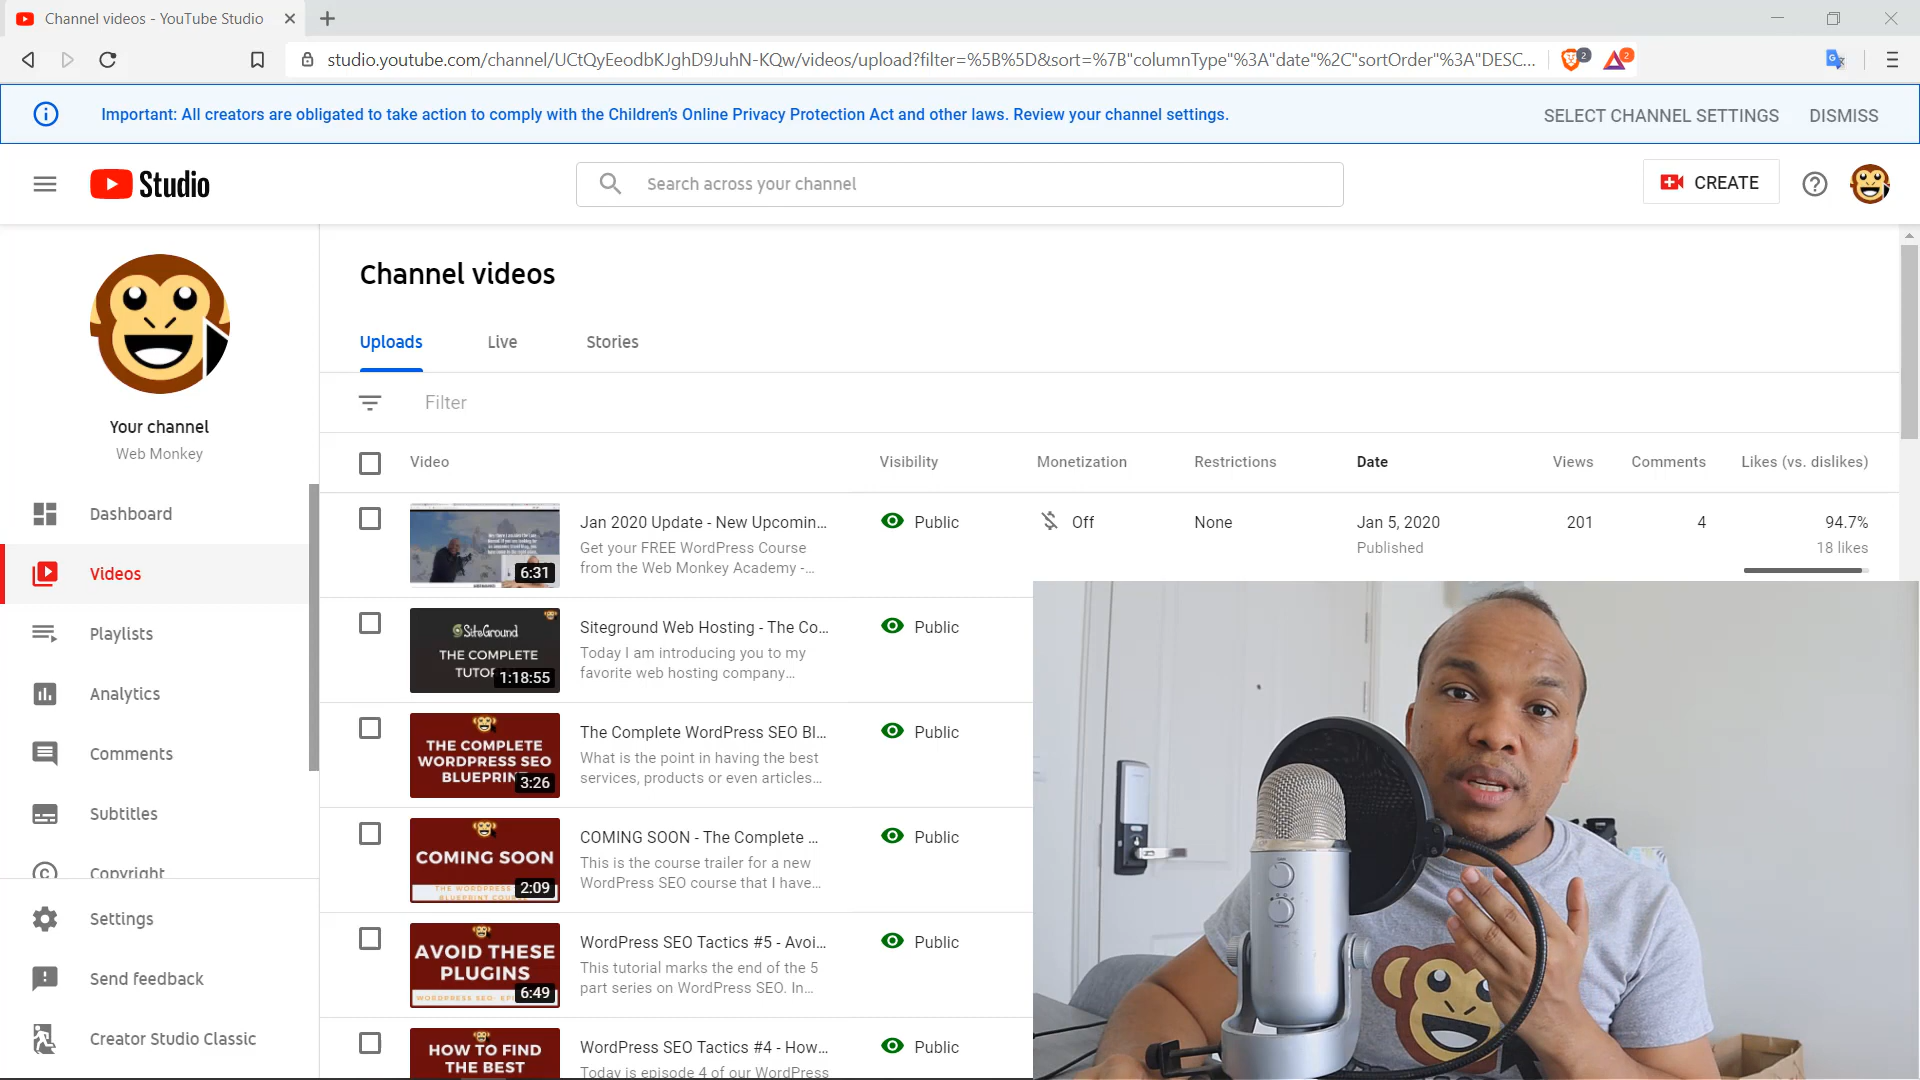 Channel videos - YouTube Studio
studio.youtube.com/channel/UCtQyEeodbKJghD9JuhN-KQw/videos/upload?filter=%5B%5D&sort=%7B"columnType"%3A"date"%2C"sortOrder"%3A"DESC...
2
2
Important: All creators are obligated to take action to comply with the Children's Online Privacy Protection Act and other laws. Review your channel settings.
SELECT CHANNEL SETTINGS
DISMISS
Studio
Search across your channel
CREATE
Your channel
Web Monkey
Dashboard
Videos
Playlists
Analytics
Comments
Subtitles
Copyright
Settings
Send feedback
Creator Studio Classic
Channel videos
Uploads Live Stories
Filter
Video Visibility Monetization Restrictions Date Views Comments Likes (vs. dislikes)
6:31
Jan 2020 Update - New Upcomin...
Get your FREE WordPress Course
from the Web Monkey Academy -...
Public Off None Jan 5, 2020 201 4 94.7%
Published 18 likes
SiteGround
THE COMPLETE
1:18:55
Siteground Web Hosting - The Co...
Today I am introducing you to my
favorite web hosting company...
Public
THE COMPLETE
WORDPRESS SEO
BLUEPRINT
3:26
The Complete WordPress SEO Bl...
What is the point in having the best
services, products or even articles...
Public
COMING SOON
2:09
COMING SOON - The Complete ...
This is the course trailer for a new
WordPress SEO course that I have...
Public
AVOID THESE
PLUGINS
6:49
WordPress SEO Tactics #5 - Avoi...
This tutorial marks the end of the 5
part series on WordPress SEO. In...
Public
HOW TO FIND
THE BEST
WordPress SEO Tactics #4 - How...
Today is episode 4 of our WordPress
Public